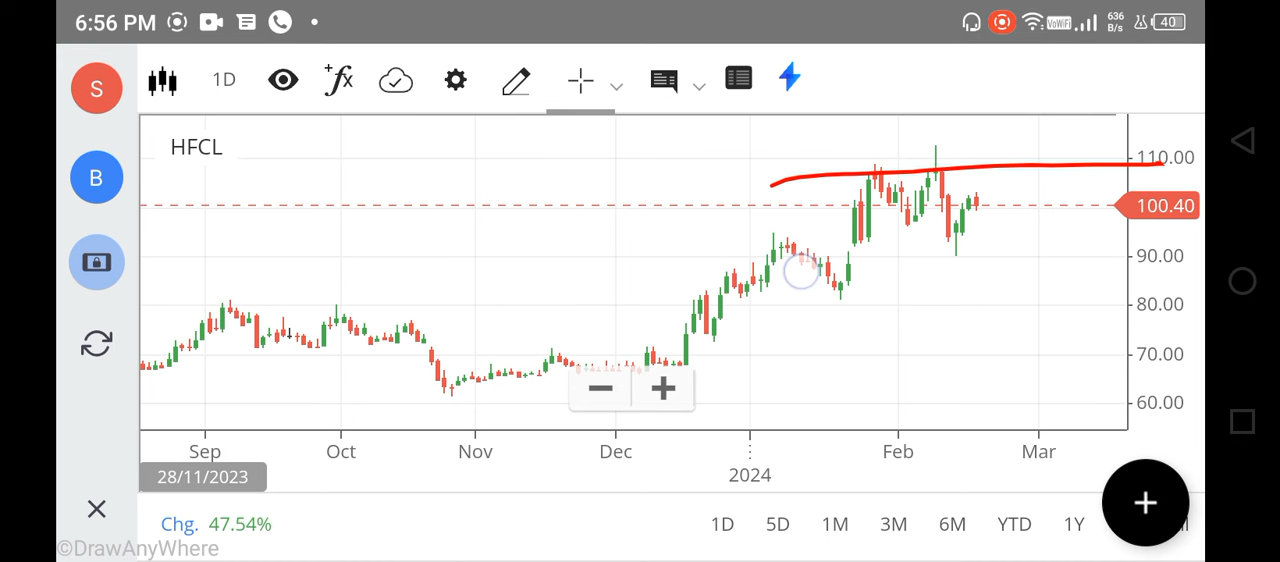 6:56 PM
VoWiFi
636
B/s
40
S
1D
+fx
B
HFCL
110.00
100.40
90.00
80.00
70.00
60.00
Sep Oct Nov Dec Feb Mar
2024
28/11/2023
Chg. 47.54%
1D 5D 1M 3M 6M YTD 1Y
©DrawAnyWhere